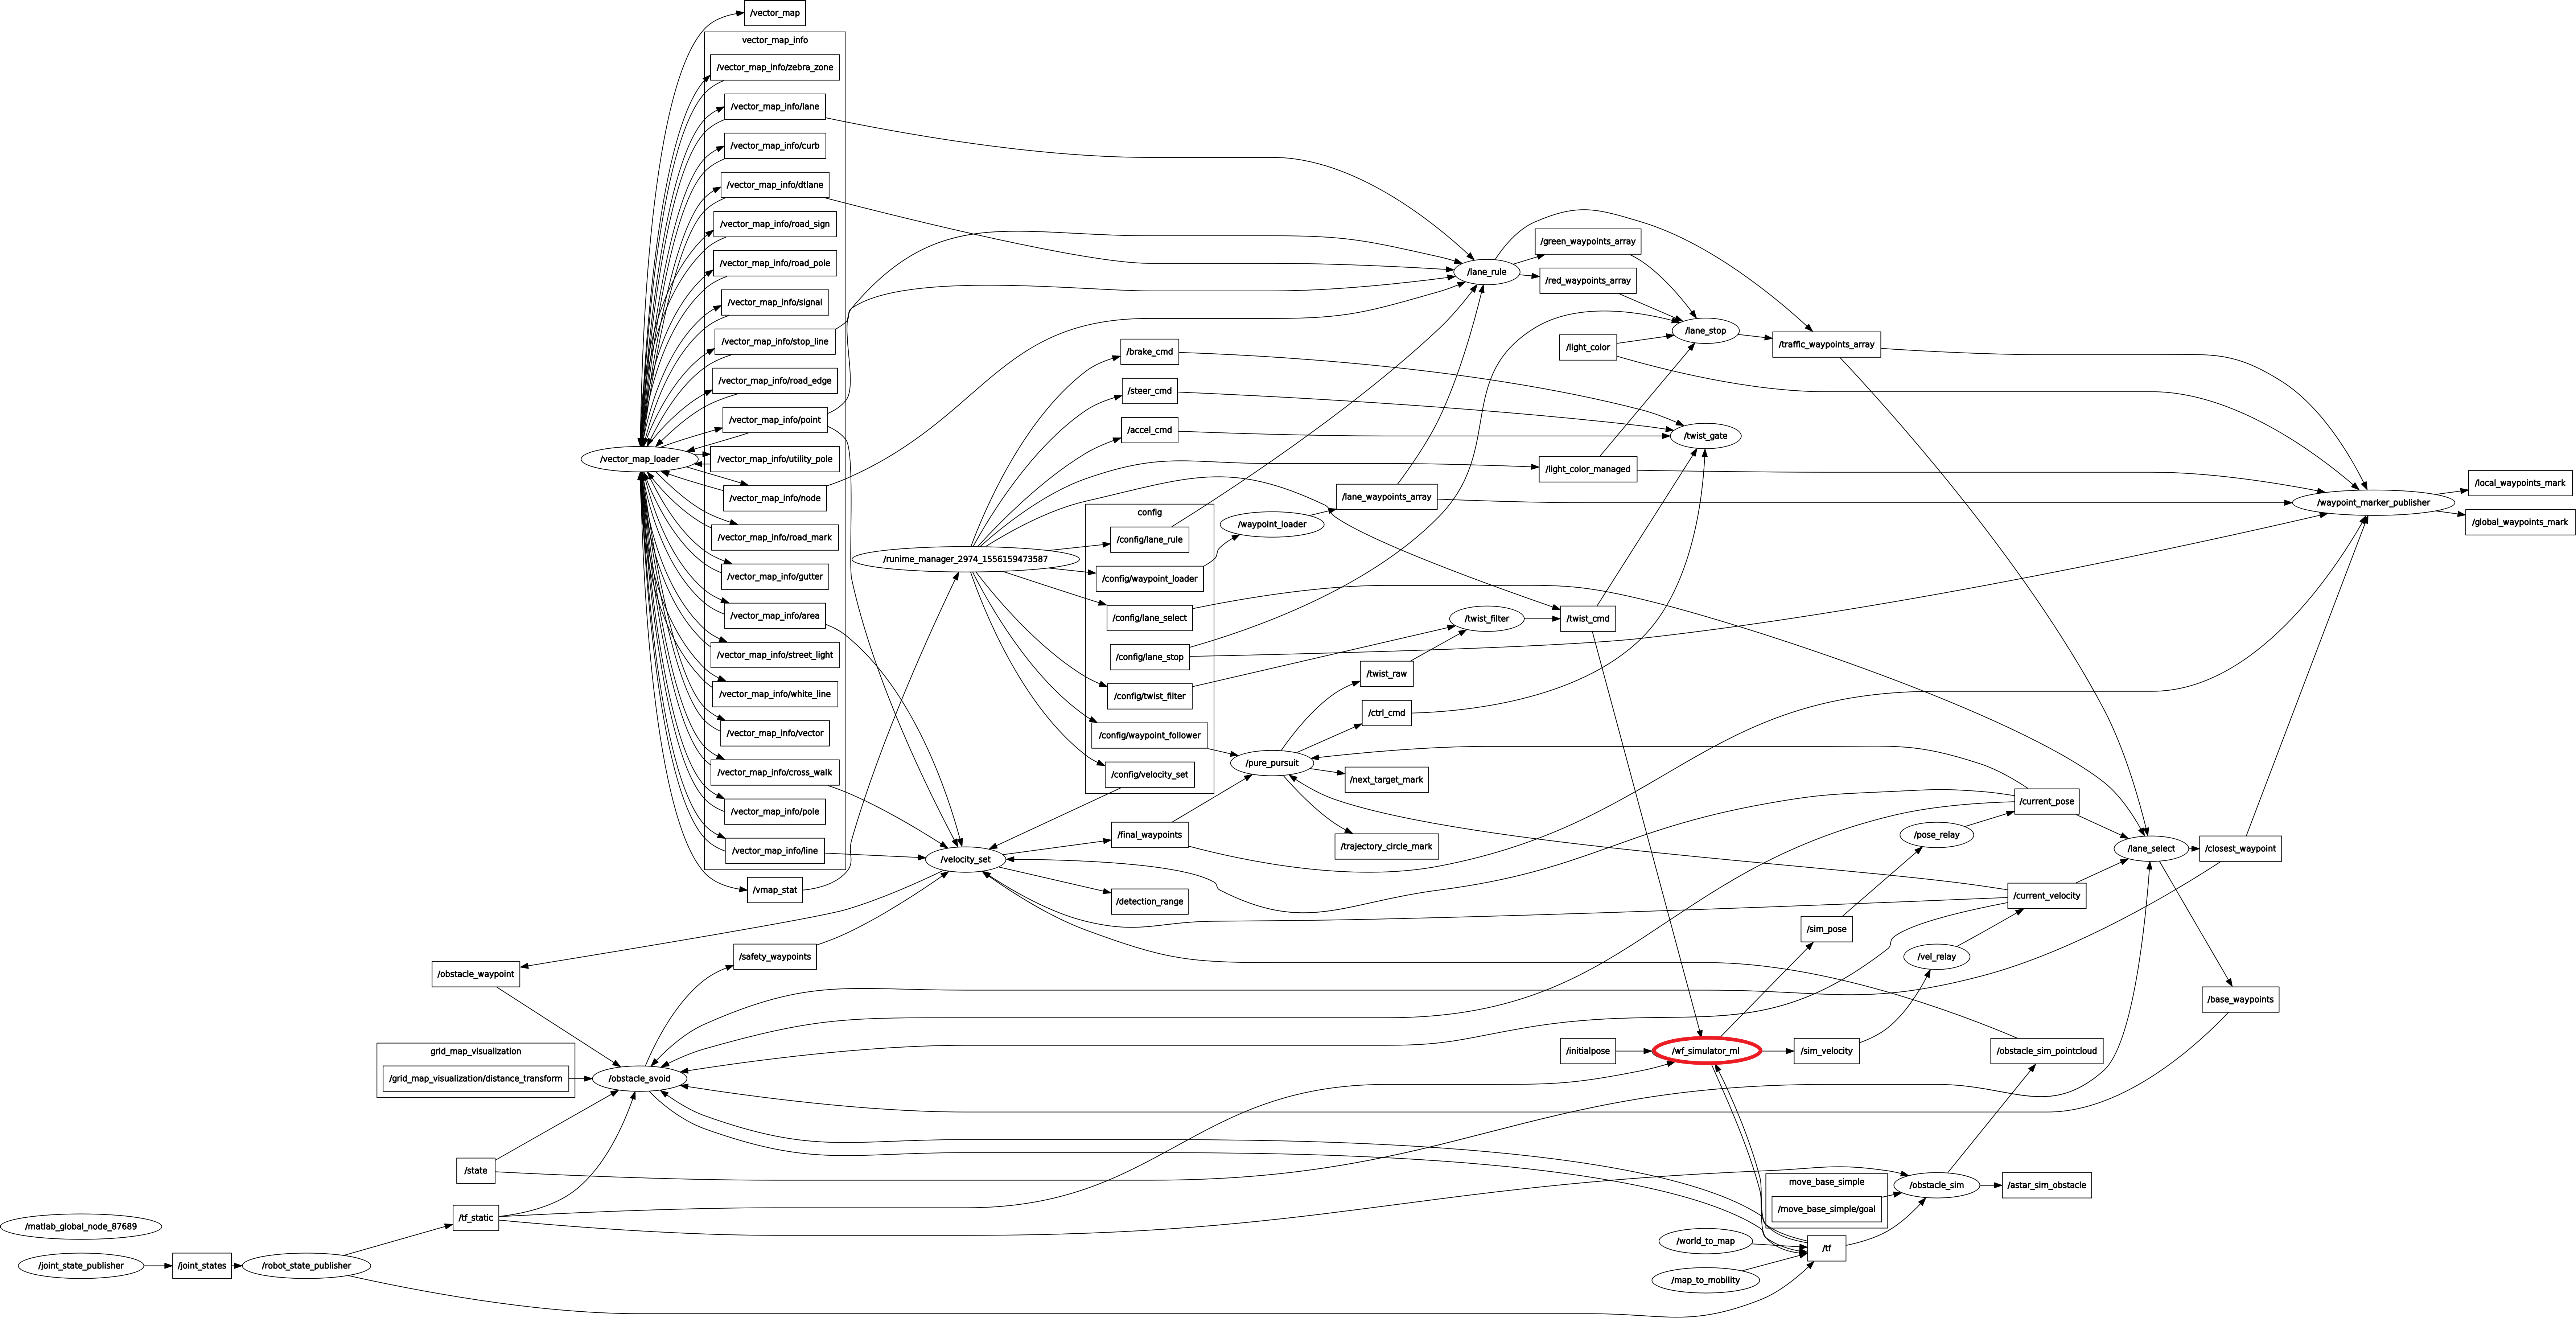 /vector_map
vector_map_info
/vector_map_info/zebra_zone
/vector_map_info/lane
/vector_map_info/curb
/vector_map_info/dtlane
/vector_map_info/road_sign
/vector_map_info/road_pole
/vector_map_info/signal
/vector_map_info/stop_line
/vector_map_info/road_edge
/vector_map_info/point
/vector_map_loader
/vector_map_info/utility_pole
/vector_map_info/node
/vector_map_info/road_mark
/vector_map_info/gutter
/vector_map_info/area
/vector_map_info/street_light
/vector_map_info/white_line
/vector_map_info/vector
/vector_map_info/cross_walk
/vector_map_info/pole
/vector_map_info/line
/vmap_stat
/runime_manager_2974_1556159473587
/brake_cmd
/steer_cmd
/accel_cmd
config
/config/lane_rule
/config/waypoint_loader
/config/lane_select
/config/lane_stop
/config/twist_filter
/config/waypoint_follower
/config/velocity_set
/waypoint_loader
/lane_waypoints_array
/lane_rule
/green_waypoints_array
/red_waypoints_array
/light_color
/lane_stop
/traffic_waypoints_array
/twist_gate
/light_color_managed
/waypoint_marker_publisher
/local_waypoints_mark
/global_waypoints_mark
/twist_filter
/twist_cmd
/twist_raw
/ctrl_cmd
/pure_pursuit
/next_target_mark
/trajectory_circle_mark
/final_waypoints
/velocity_set
/detection_range
/safety_waypoints
/obstacle_waypoint
grid_map_visualization
/grid_map_visualization/distance_transform
/obstacle_avoid
/state
/tf_static
/matlab_global_node_87689
/joint_state_publisher
/joint_states
/robot_state_publisher
/current_pose
/pose_relay
/lane_select
/closest_waypoint
/current_velocity
/sim_pose
/vel_relay
/base_waypoints
/initialpose
/wf_simulator_ml
/sim_velocity
/obstacle_sim_pointcloud
move_base_simple
/move_base_simple/goal
/obstacle_sim
/astar_sim_obstacle
/world_to_map
/tf
/map_to_mobility